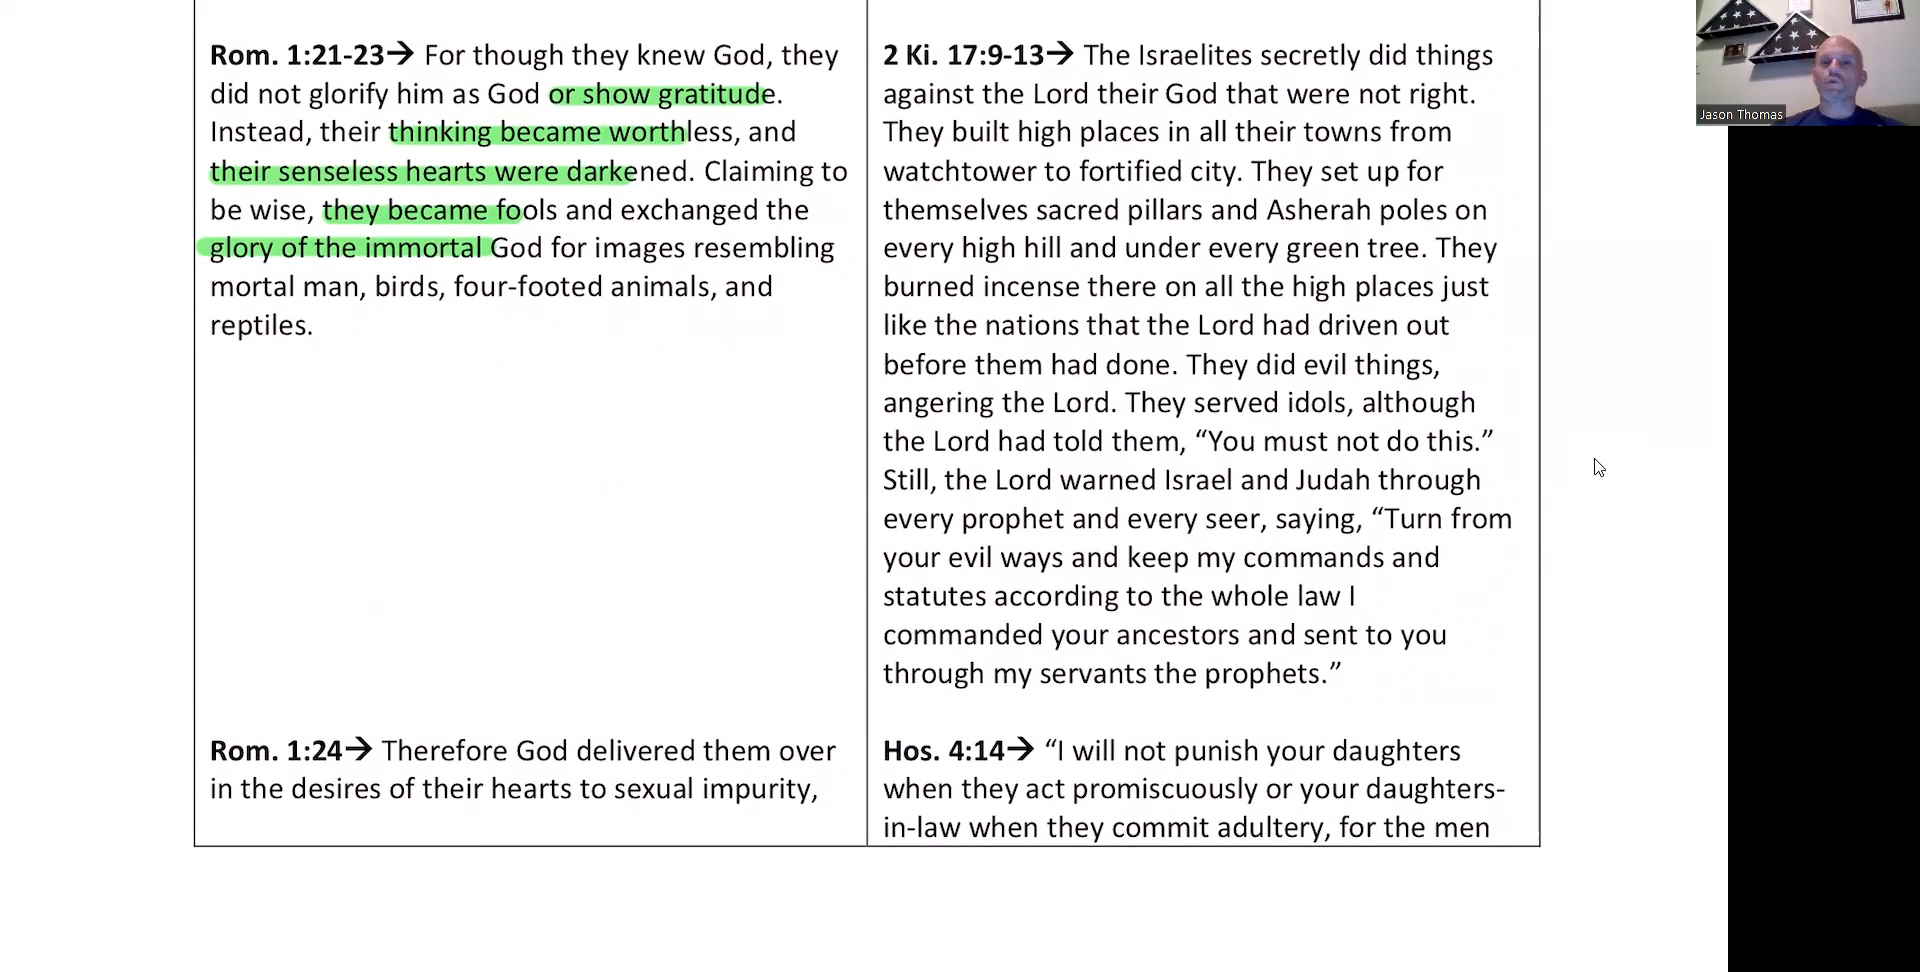 Rom. 1:21-23→ For though they knew God, they
did not glorify him as God or show gratitude.
Instead, their thinking became worthless, and
their senseless hearts were darkened. Claiming to
be wise, they became fools and exchanged the
glory of the immortal God for images resembling
mortal man, birds, four-footed animals, and
reptiles.
Rom. 1:24→ Therefore God delivered them over
in the desires of their hearts to sexual impurity,
2 Ki. 17:9-13→ The Israelites secretly did things
against the Lord their God that were not right.
They built high places in all their towns from
watchtower to fortified city. They set up for
themselves sacred pillars and Asherah poles on
every high hill and under every green tree. They
burned incense there on all the high places just
like the nations that the Lord had driven out
before them had done. They did evil things,
angering the Lord. They served idols, although
the Lord had told them, “You must not do this.”
Still, the Lord warned Israel and Judah through
every prophet and every seer, saying, “Turn from
your evil ways and keep my commands and
statutes according to the whole law I
commanded your ancestors and sent to you
through my servants the prophets.”
Hos. 4:14→ “I will not punish your daughters
when they act promiscuously or your daughters-
in-law when they commit adultery, for the men
Jason Thomas